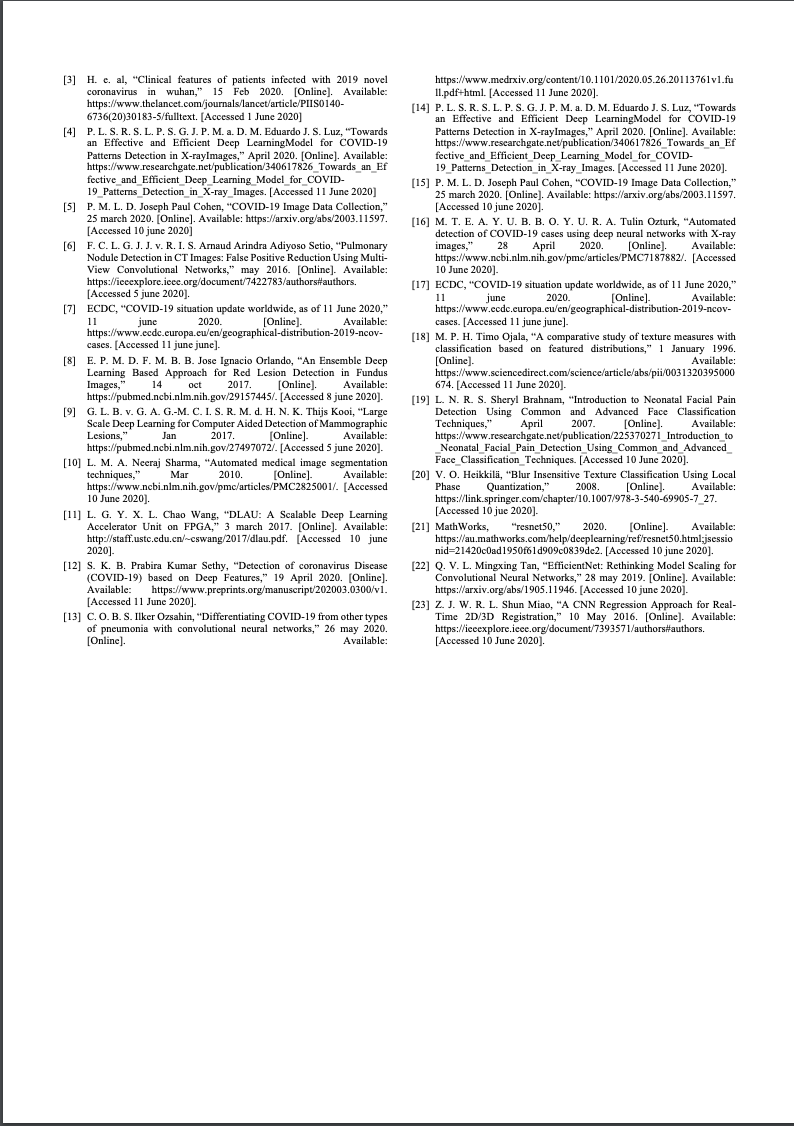 [3] H. e. al, “Clinical features of patients infected with 2019 novel
coronavirus in wuhan,” 15 Feb 2020. [Online]. Available:
https://www.thelancet.com/journals/lancet/article/PIIS0140-
6736(20)30183-5/fulltext. [Accessed 1 June 2020]
[4] P. L. S. R. S. L. P. S. G. J. P. M. a. D. M. Eduardo J. S. Luz, “Towards
an Effective and Efficient Deep LearningModel for COVID-19
Patterns Detection in X-rayImages,” April 2020. [Online]. Available:
https://www.researchgate.net/publication/340617826_Towards_an_Ef
fective_and_Efficient_Deep_Learning_Model_for_COVID-
19_Patterns_Detection_in_X-ray_Images. [Accessed 11 June 2020]
[5] P. M. L. D. Joseph Paul Cohen, “COVID-19 Image Data Collection,”
25 march 2020. [Online]. Available: https://arxiv.org/abs/2003.11597.
[Accessed 10 june 2020]
[6] F. C. L. G. J. J. v. R. I. S. Arnaud Arindra Adiyoso Setio, “Pulmonary
Nodule Detection in CT Images: False Positive Reduction Using Multi-
View Convolutional Networks,” may 2016. [Online]. Available:
https://ieeexplore.ieee.org/document/7422783/authors#authors.
[Accessed 5 june 2020].
[7] ECDC, “COVID-19 situation update worldwide, as of 11 June 2020,”
11 june 2020. [Online]. Available:
https://www.ecdc.europa.eu/en/geographical-distribution-2019-ncov-
cases. [Accessed 11 june june].
[8] E. P. M. D. F. M. B. B. Jose Ignacio Orlando, “An Ensemble Deep
Learning Based Approach for Red Lesion Detection in Fundus
Images,” 14 oct 2017. [Online]. Available:
https://pubmed.ncbi.nlm.nih.gov/29157445/. [Accessed 8 june 2020].
[9] G. L. B. v. G. A. G.-M. C. I. S. R. M. d. H. N. K. Thijs Kooi, “Large
Scale Deep Learning for Computer Aided Detection of Mammographic
Lesions,” Jan 2017. [Online]. Available:
https://pubmed.ncbi.nlm.nih.gov/27497072/. [Accessed 5 june 2020].
[10] L. M. A. Neeraj Sharma, “Automated medical image segmentation
techniques,” Mar 2010. [Online]. Available:
https://www.ncbi.nlm.nih.gov/pmc/articles/PMC2825001/. [Accessed
10 June 2020].
[11] L. G. Y. X. L. Chao Wang, “DLAU: A Scalable Deep Learning
Accelerator Unit on FPGA,” 3 march 2017. [Online]. Available:
http://staff.ustc.edu.cn/~cswang/2017/dlau.pdf. [Accessed 10 june
2020].
[12] S. K. B. Prabira Kumar Sethy, “Detection of coronavirus Disease
(COVID-19) based on Deep Features,” 19 April 2020. [Online].
Available: https://www.preprints.org/manuscript/202003.0300/v1.
[Accessed 11 June 2020].
[13] C. O. B. S. Ilker Ozsahin, “Differentiating COVID-19 from other types
of pneumonia with convolutional neural networks,” 26 may 2020.
[Online]. Available:
https://www.medrxiv.org/content/10.1101/2020.05.26.20113761v1.fu
ll.pdf+html. [Accessed 11 June 2020].
[14] P. L. S. R. S. L. P. S. G. J. P. M. a. D. M. Eduardo J. S. Luz, “Towards
an Effective and Efficient Deep LearningModel for COVID-19
Patterns Detection in X-rayImages,” April 2020. [Online]. Available:
https://www.researchgate.net/publication/340617826_Towards_an_Ef
fective_and_Efficient_Deep_Learning_Model_for_COVID-
19_Patterns_Detection_in_X-ray_Images. [Accessed 11 June 2020].
[15] P. M. L. D. Joseph Paul Cohen, “COVID-19 Image Data Collection,”
25 march 2020. [Online]. Available: https://arxiv.org/abs/2003.11597.
[Accessed 10 june 2020].
[16] M. T. E. A. Y. U. B. B. O. Y. U. R. A. Tulin Ozturk, “Automated
detection of COVID-19 cases using deep neural networks with X-ray
images,” 28 April 2020. [Online]. Available:
https://www.ncbi.nlm.nih.gov/pmc/articles/PMC7187882/. [Accessed
10 June 2020].
[17] ECDC, “COVID-19 situation update worldwide, as of 11 June 2020,”
11 june 2020. [Online]. Available:
https://www.ecdc.europa.eu/en/geographical-distribution-2019-ncov-
cases. [Accessed 11 june june].
[18] M. P. H. Timo Ojala, “A comparative study of texture measures with
classification based on featured distributions,” 1 January 1996.
[Online]. Available:
https://www.sciencedirect.com/science/article/abs/pii/0031320395000
674. [Accessed 11 June 2020].
[19] L. N. R. S. Sheryl Brahnam, “Introduction to Neonatal Facial Pain
Detection Using Common and Advanced Face Classification
Techniques,” April 2007. [Online]. Available:
https://www.researchgate.net/publication/225370271_Introduction_to
_Neonatal_Facial_Pain_Detection_Using_Common_and_Advanced_
Face_Classification_Techniques. [Accessed 10 June 2020].
[20] V. O. Heikkilä, “Blur Insensitive Texture Classification Using Local
Phase Quantization,” 2008. [Online]. Available:
https://link.springer.com/chapter/10.1007/978-3-540-69905-7_27.
[Accessed 10 jue 2020].
[21] MathWorks, “resnet50,” 2020. [Online]. Available:
https://au.mathworks.com/help/deeplearning/ref/resnet50.html;jsessio
nid=21420c0ad1950f61d909c0839de2. [Accessed 10 june 2020].
[22] Q. V. L. Mingxing Tan, “EfficientNet: Rethinking Model Scaling for
Convolutional Neural Networks,” 28 may 2019. [Online]. Available:
https://arxiv.org/abs/1905.11946. [Accessed 10 june 2020].
[23] Z. J. W. R. L. Shun Miao, “A CNN Regression Approach for Real-
Time 2D/3D Registration,” 10 May 2016. [Online]. Available:
https://ieeexplore.ieee.org/document/7393571/authors#authors.
[Accessed 10 June 2020].